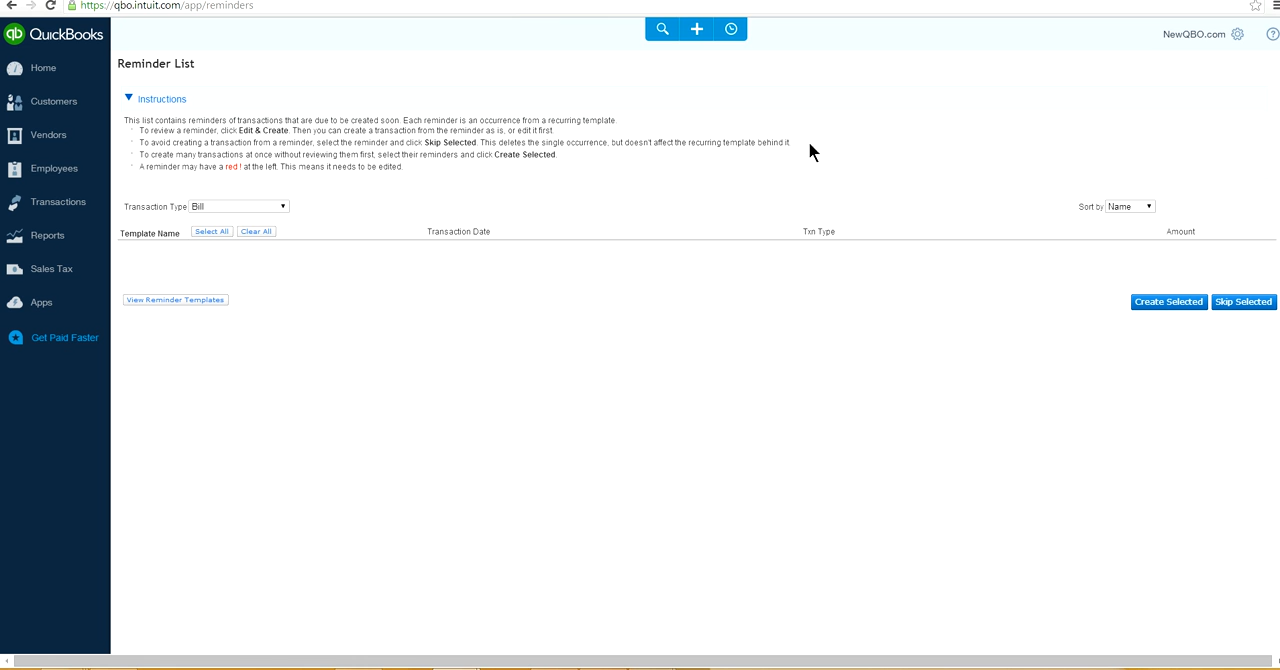 https://qbo.intuit.com/app/reminders
qb QuickBooks
NewQBO.com
?
Home
Customers
Vendors
Employees
Transactions
Reports
Sales Tax
Apps
Get Paid Faster
Reminder List
Instructions
This list contains reminders of transactions that are due to be created soon. Each reminder is an occurrence from a recurring template.
To review a reminder, click Edit & Create. Then you can create a transaction from the reminder as is, or edit it first.
To avoid creating a transaction from a reminder, select the reminder and click Skip Selected. This deletes the single occurrence, but doesn't affect the recurring template behind it.
To create many transactions at once without reviewing them first, select their reminders and click Create Selected.
A reminder may have a red ! at the left. This means it needs to be edited.
Transaction Type Bill
Sort by Name
Template Name Select All Clear All Transaction Date Txn Type Amount
View Reminder Templates
Create Selected Skip Selected